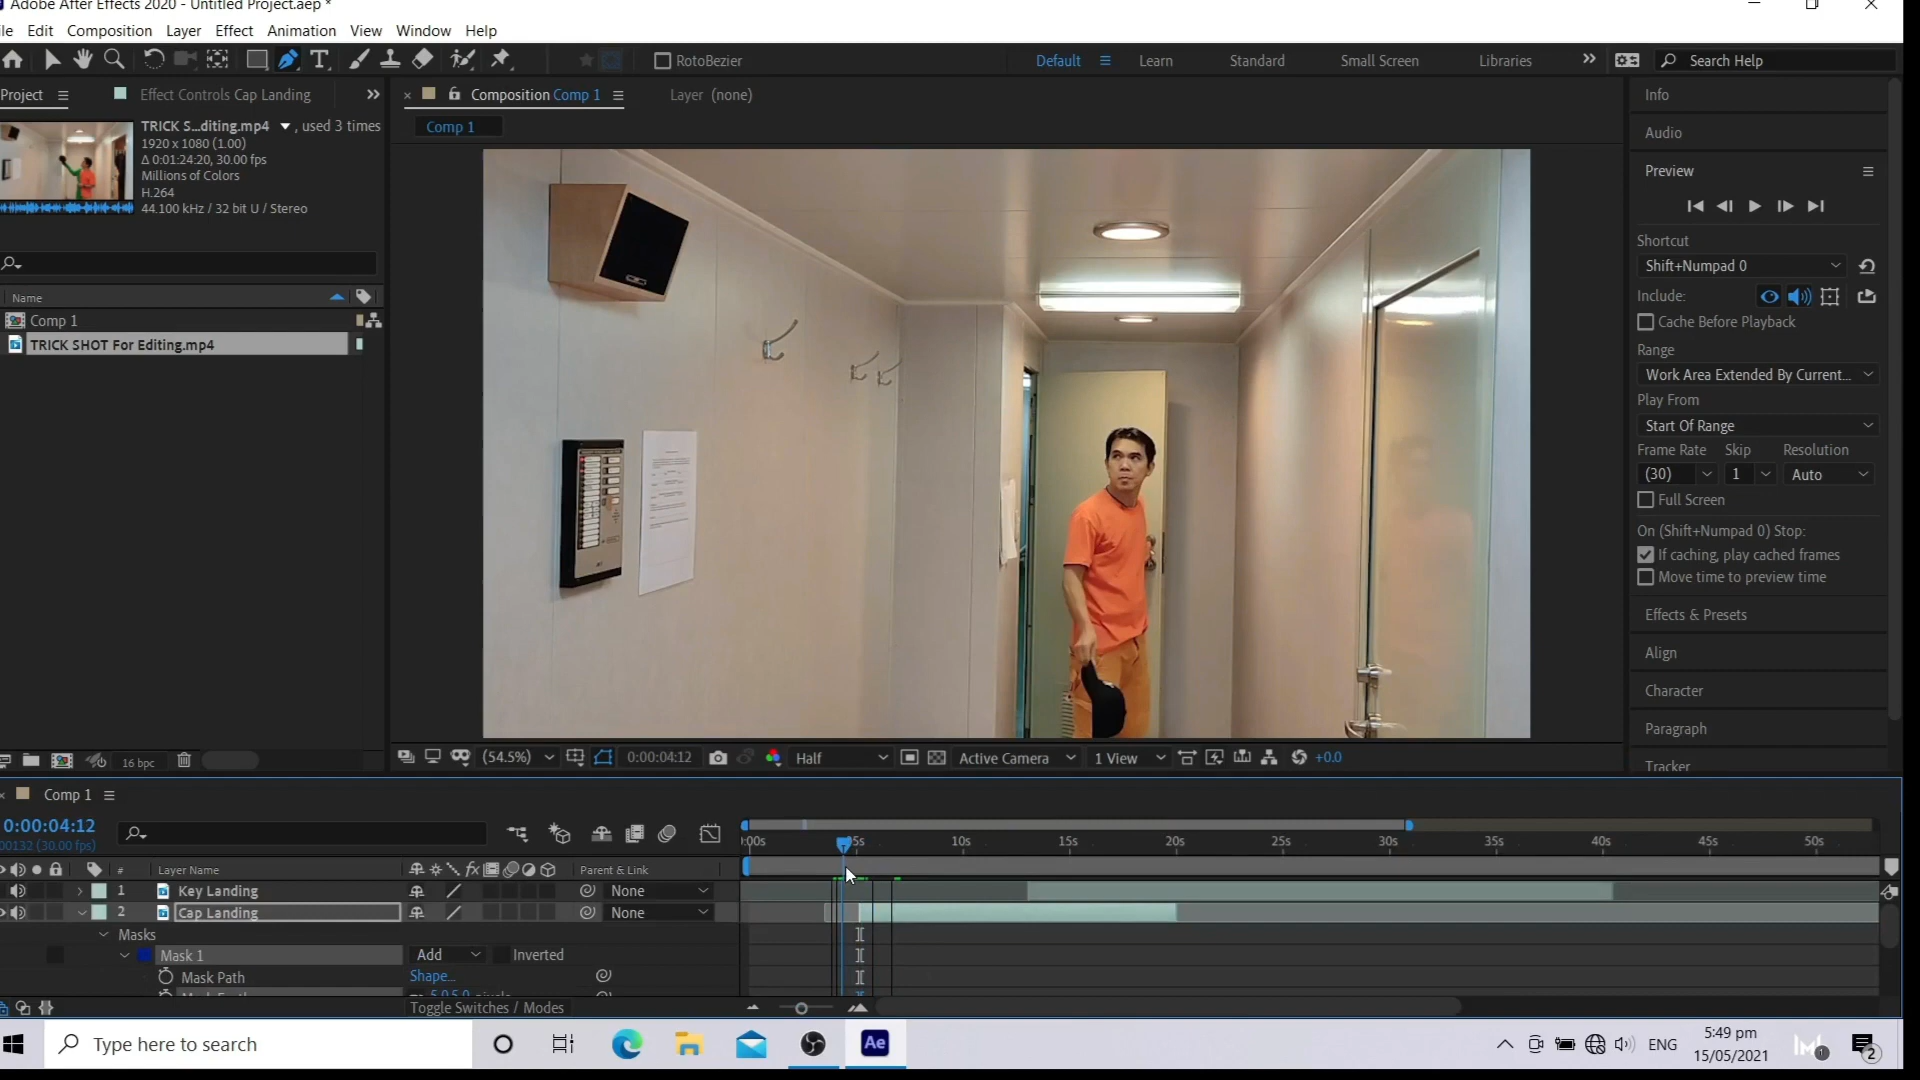 Adobe After Effects 2020 - Untitled Project.aep *
le Edit Composition Layer Effect Animation View Window Help
RotoBezier
Default Learn Standard Small Screen Libraries
Search Help
Project Effect Controls Cap Landing
Composition Comp 1 Layer (none)
Comp 1
TRICK S...diting.mp4 , used 3 times
1920 x 1080 (1.00)
Δ 0:01:24:20, 30.00 fps
Millions of Colors
H.264
44.100 kHz / 32 bit U / Stereo
Name
Comp 1
TRICK SHOT For Editing.mp4
16 bpc
(54.5%) 0:00:04:12 Half Active Camera 1 View +0.0
Info
Audio
Preview
Shortcut
Shift+Numpad 0
Include:
Cache Before Playback
Range
Work Area Extended By Current...
Play From
Start Of Range
Frame Rate Skip Resolution
(30) 1 Auto
Full Screen
On (Shift+Numpad 0) Stop:
If caching, play cached frames
Move time to preview time
Effects & Presets
Align
Character
Paragraph
Tracker
Comp 1
0:00:04:12
00132 (30.00 fps)
:00s 05s 10s 15s 20s 25s 30s 35s 40s 45s 50s
# Layer Name fx Parent & Link
1 Key Landing None
2 Cap Landing None
Masks
Mask 1 Add Inverted
Mask Path Shape...
Toggle Switches / Modes
Type here to search
Ae
ENG
5:49 pm
15/05/2021
1
2